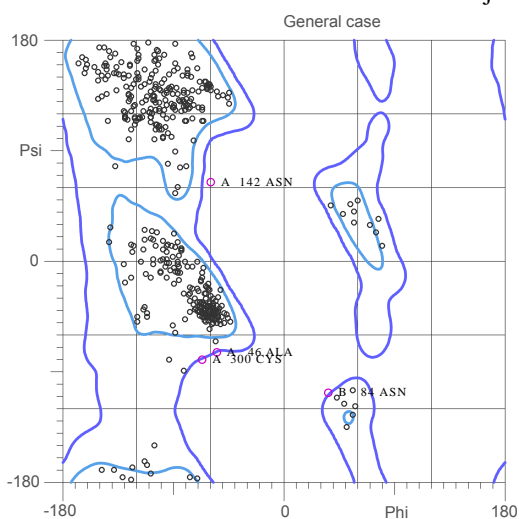 General case
180
Psi
A 142 ASN
0
A 46 ALA
A 300 CYS
B 84 ASN
-180
-180
0
Phi
180